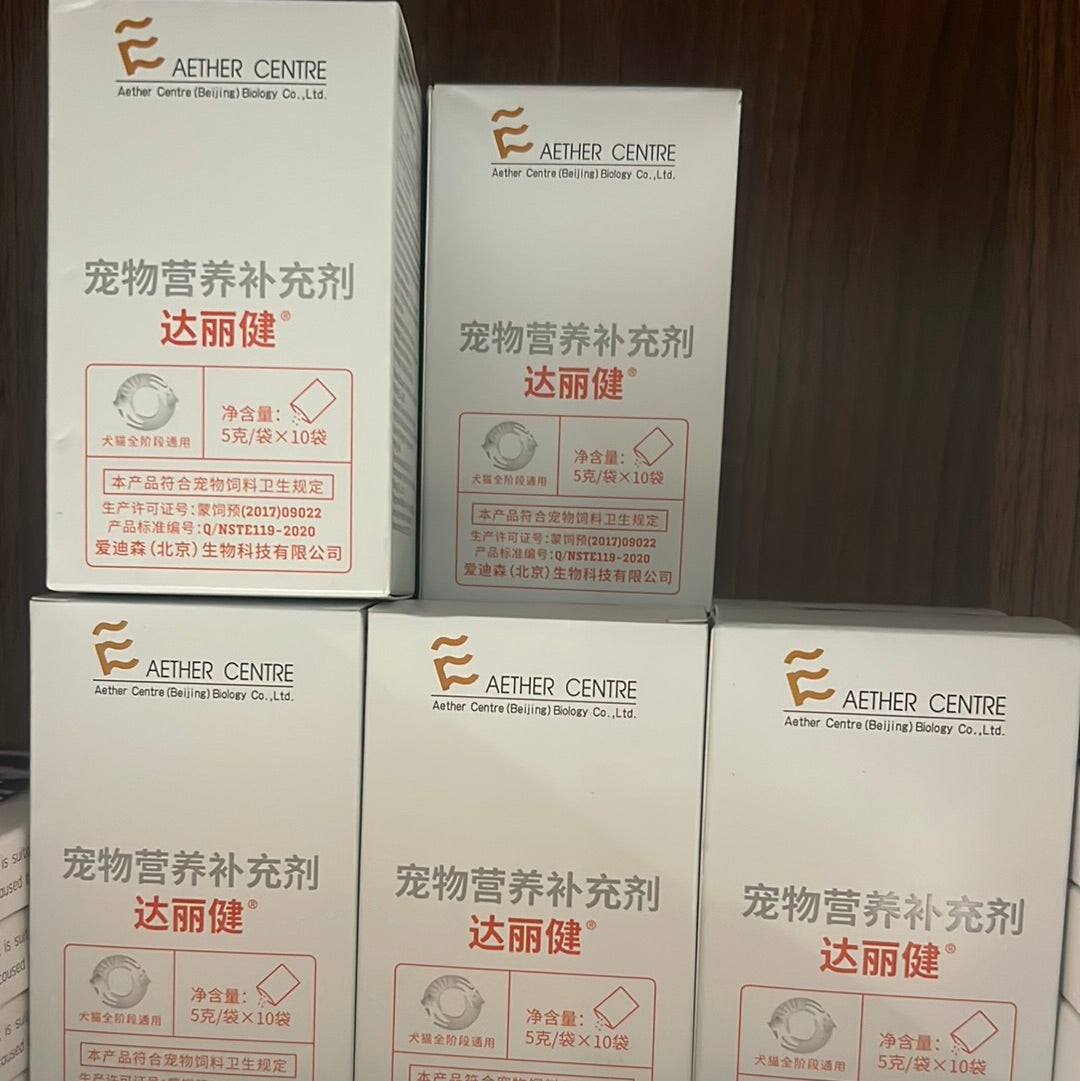 AETHER CENTRE
Aether Centre (Beijing) Biology Co.,Ltd.
宠物营养补充剂
达丽健®
犬猫全阶段通用
净含量:
5克/袋×10袋
本产品符合宠物饲料卫生规定
生产许可证号:蒙饲预(2017)09022
产品标准编号:Q/NSTE119-2020
爱迪森(北京)生物科技有限公司
AETHER CENTRE
Aether Centre (Beijing) Biology Co.,Ltd.
宠物营养补充剂
达丽健®
犬猫全阶段通用
净含量:
5克/袋×10袋
本产品符合宠物饲料卫生规定
生产许可证号:蒙饲预(2017)09022
产品标准编号:Q/NSTE119-2020
爱迪森(北京)生物科技有限公司
AETHER CENTRE
Aether Centre (Beijing) Biology Co.,Ltd.
宠物营养补充剂
达丽健®
犬猫全阶段通用
净含量:
5克/袋×10袋
本产品符合宠物饲料卫生规定
AETHER CENTRE
Aether Centre (Beijing) Biology Co.,Ltd.
宠物营养补充剂
达丽健®
犬猫全阶段通用
净含量:
5克/袋×10袋
AETHER CENTRE
Aether Centre (Beijing) Biology Co.,Ltd.
宠物营养补充剂
达丽健®
犬猫全阶段通用
净含量:
5克/袋×10袋